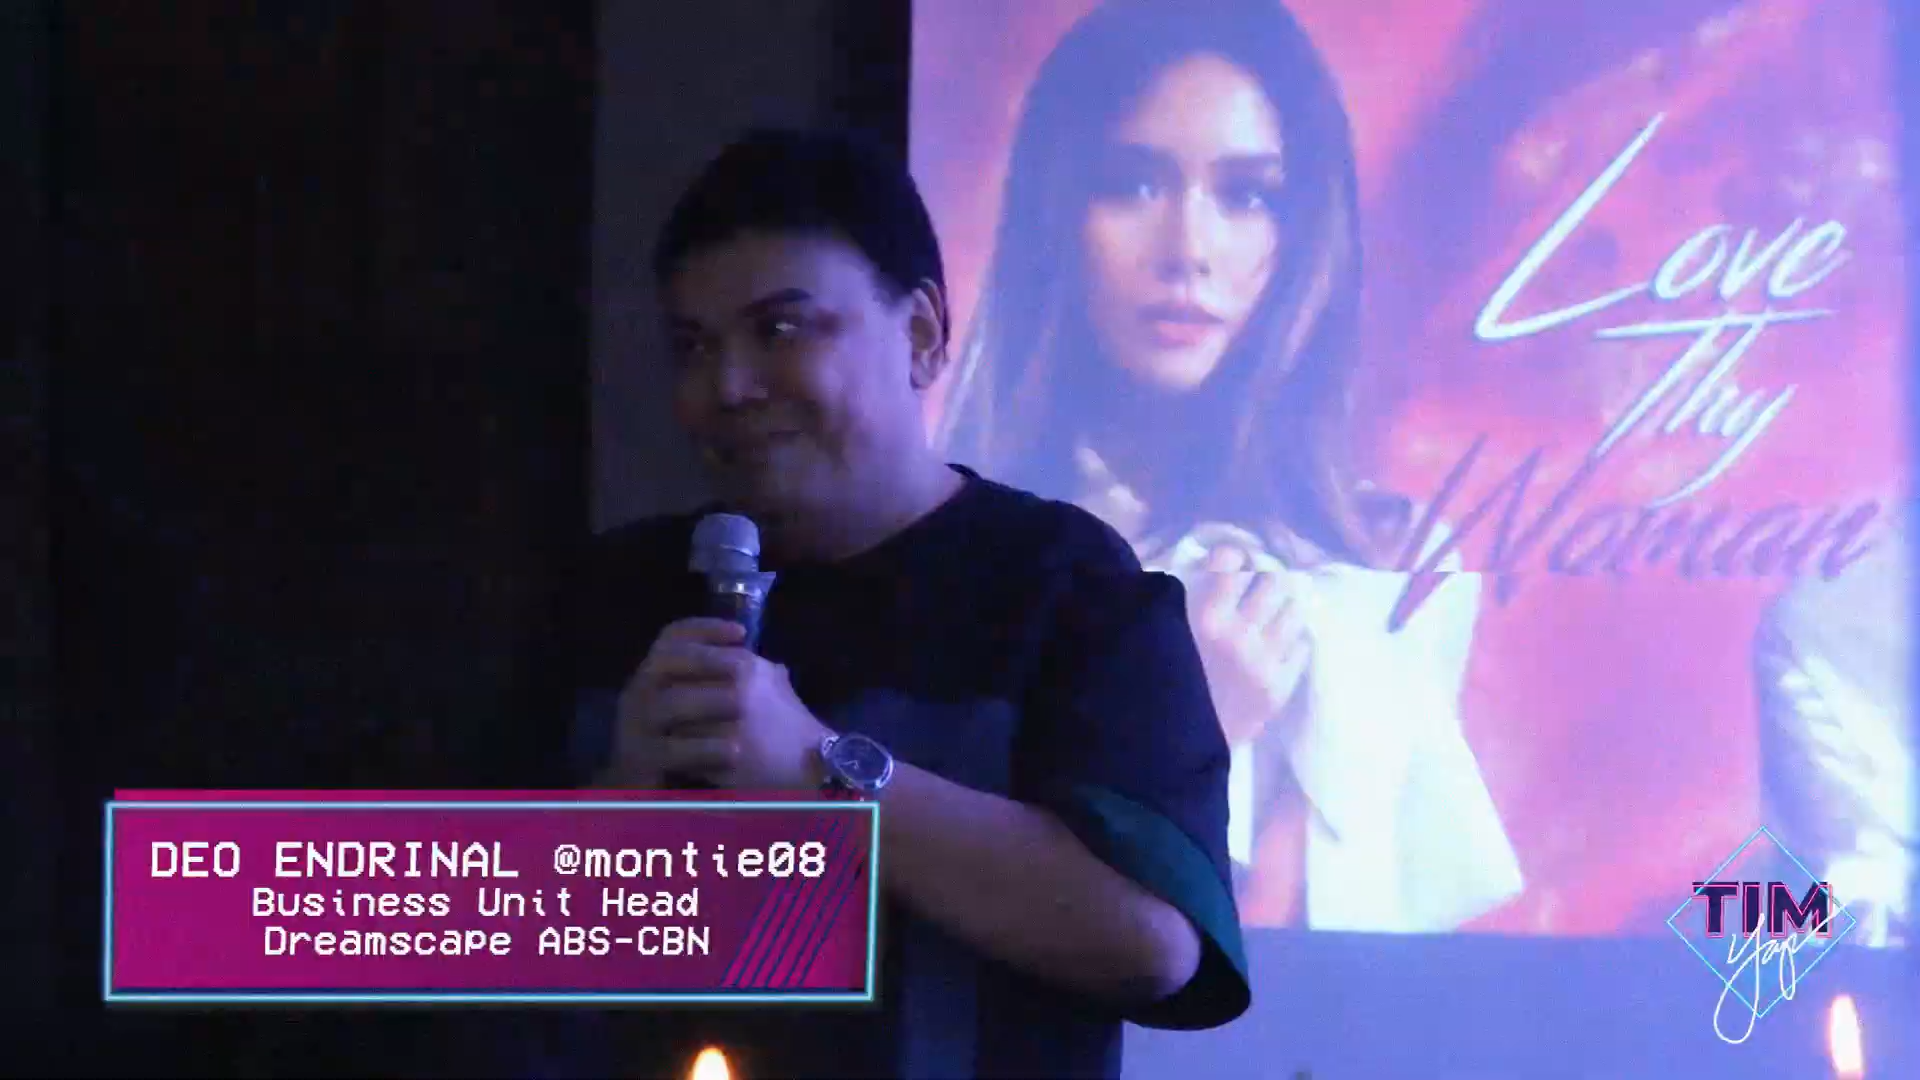 Love
Thy
Woman
DEO ENDRINAL @montie08
Business Unit Head
Dreamscape ABS-CBN
TIM
Yap